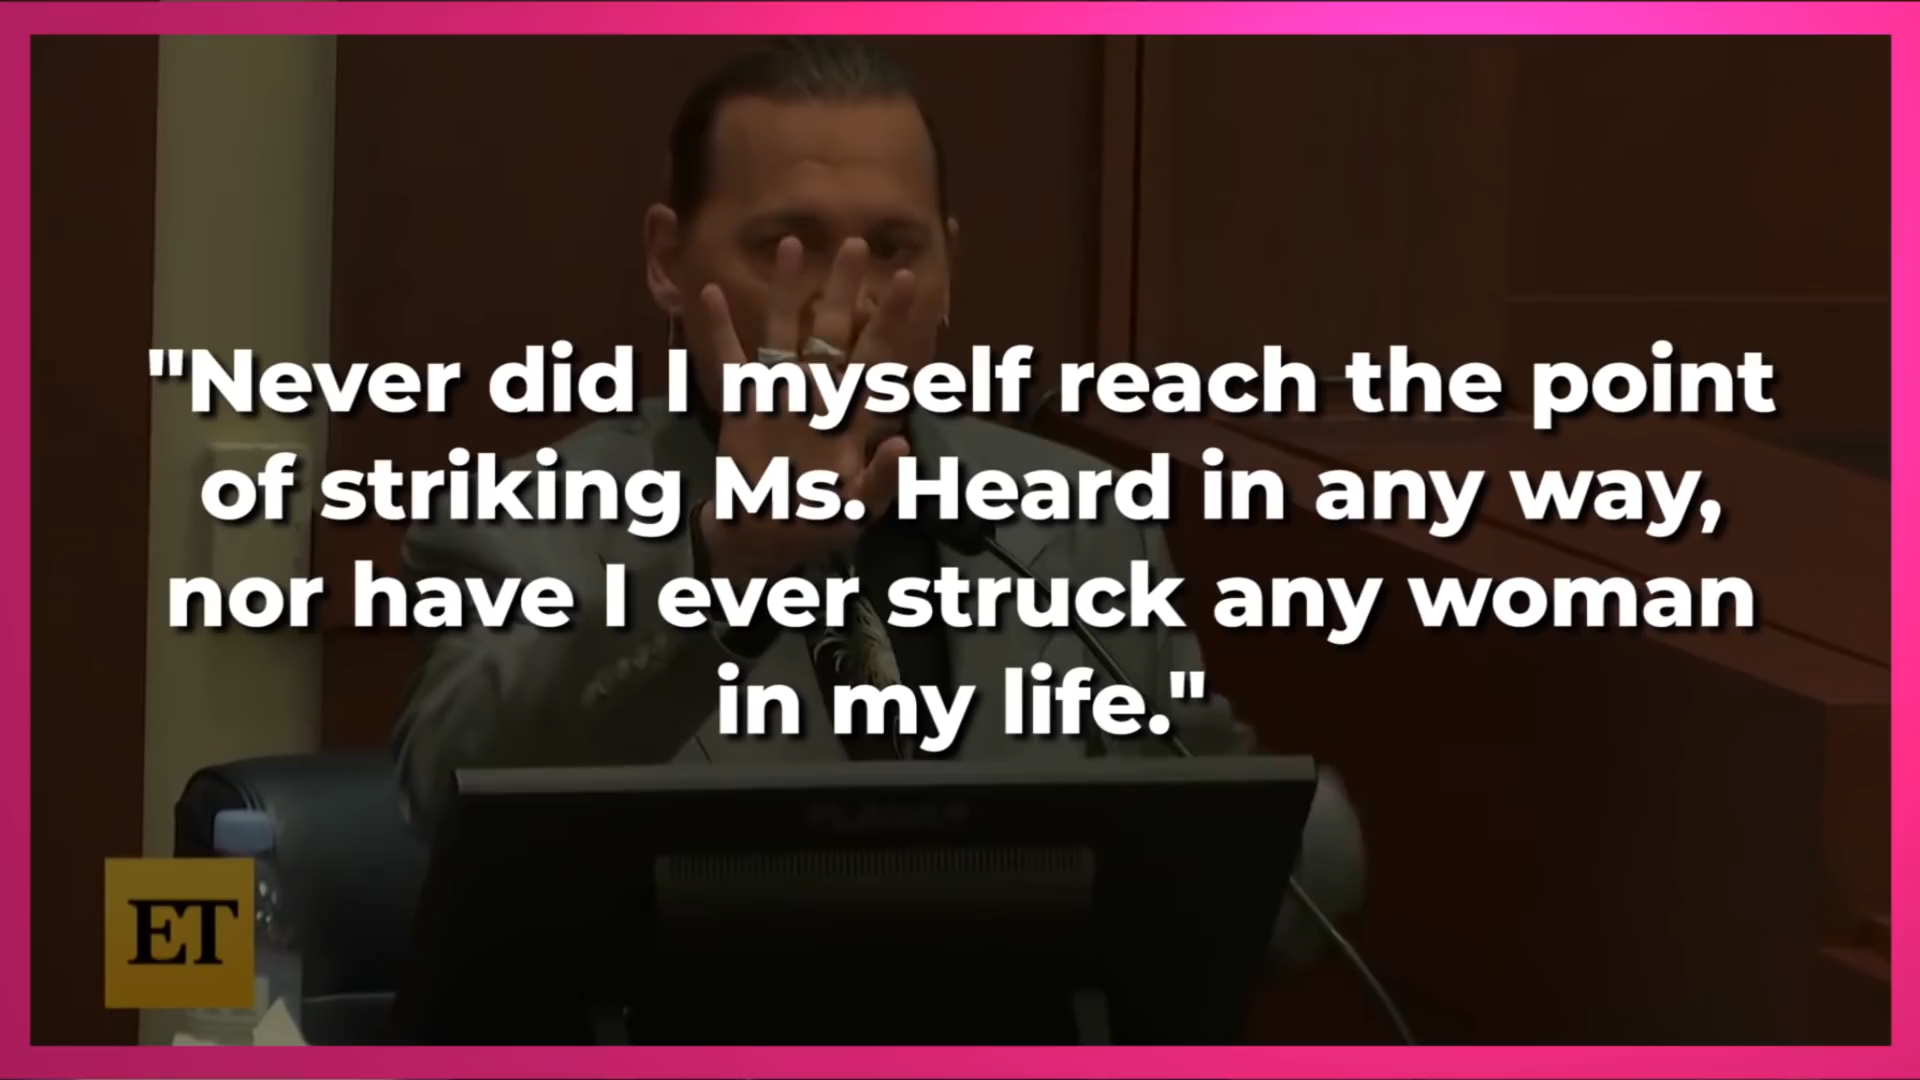 "Never did I myself reach the point
of striking Ms. Heard in any way,
nor have I ever struck any woman
in my life."
ET